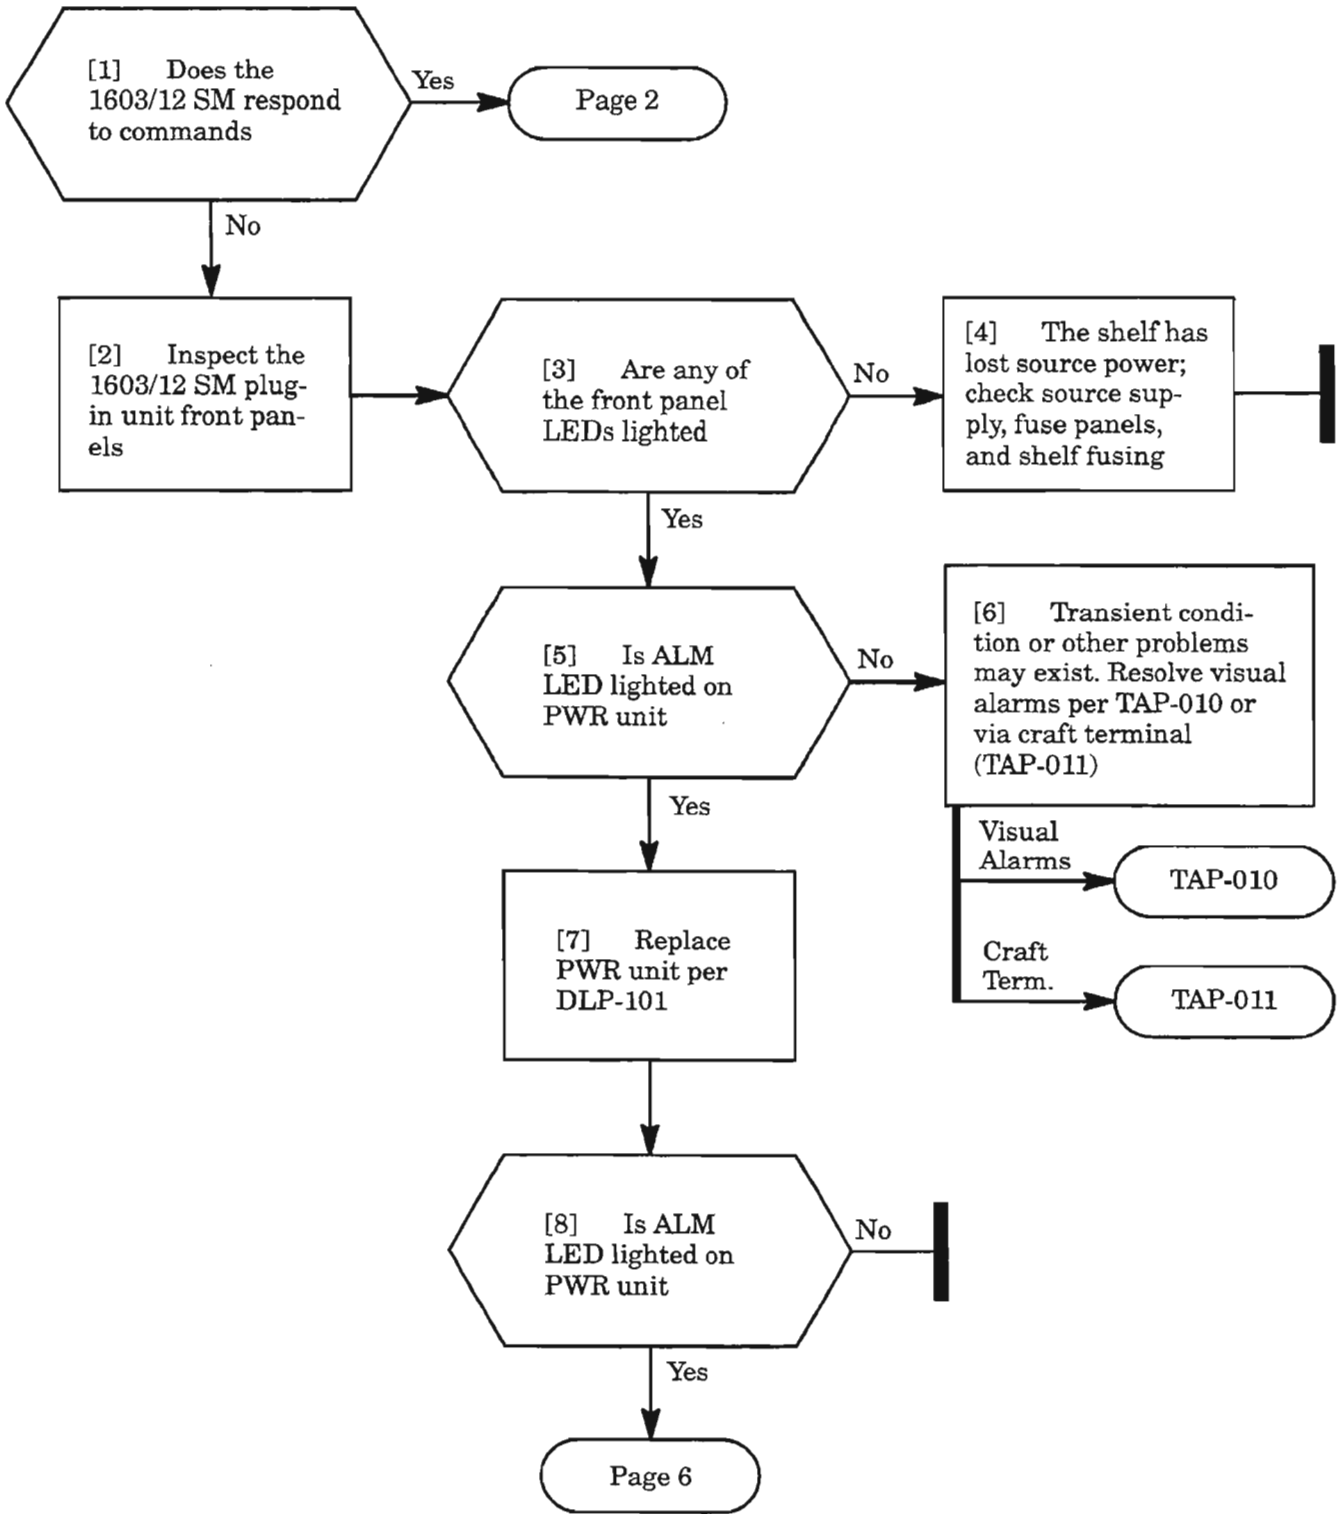 [1] Does the
1603/12 SM respond
to commands
Yes
Page 2
No
[2] Inspect the
1603/12 SM plug-
in unit front pan-
els
[3] Are any of
the front panel
LEDs lighted
No
[4] The shelf has
lost source power;
check source sup-
ply, fuse panels,
and shelf fusing
Yes
[5] Is ALM
LED lighted on
PWR unit
No
[6] Transient condi-
tion or other problems
may exist. Resolve visual
alarms per TAP-010 or
via craft terminal
(TAP-011)
Visual
Alarms
TAP-010
Craft
Term.
TAP-011
Yes
[7] Replace
PWR unit per
DLP-101
[8] Is ALM
LED lighted on
PWR unit
No
Yes
Page 6